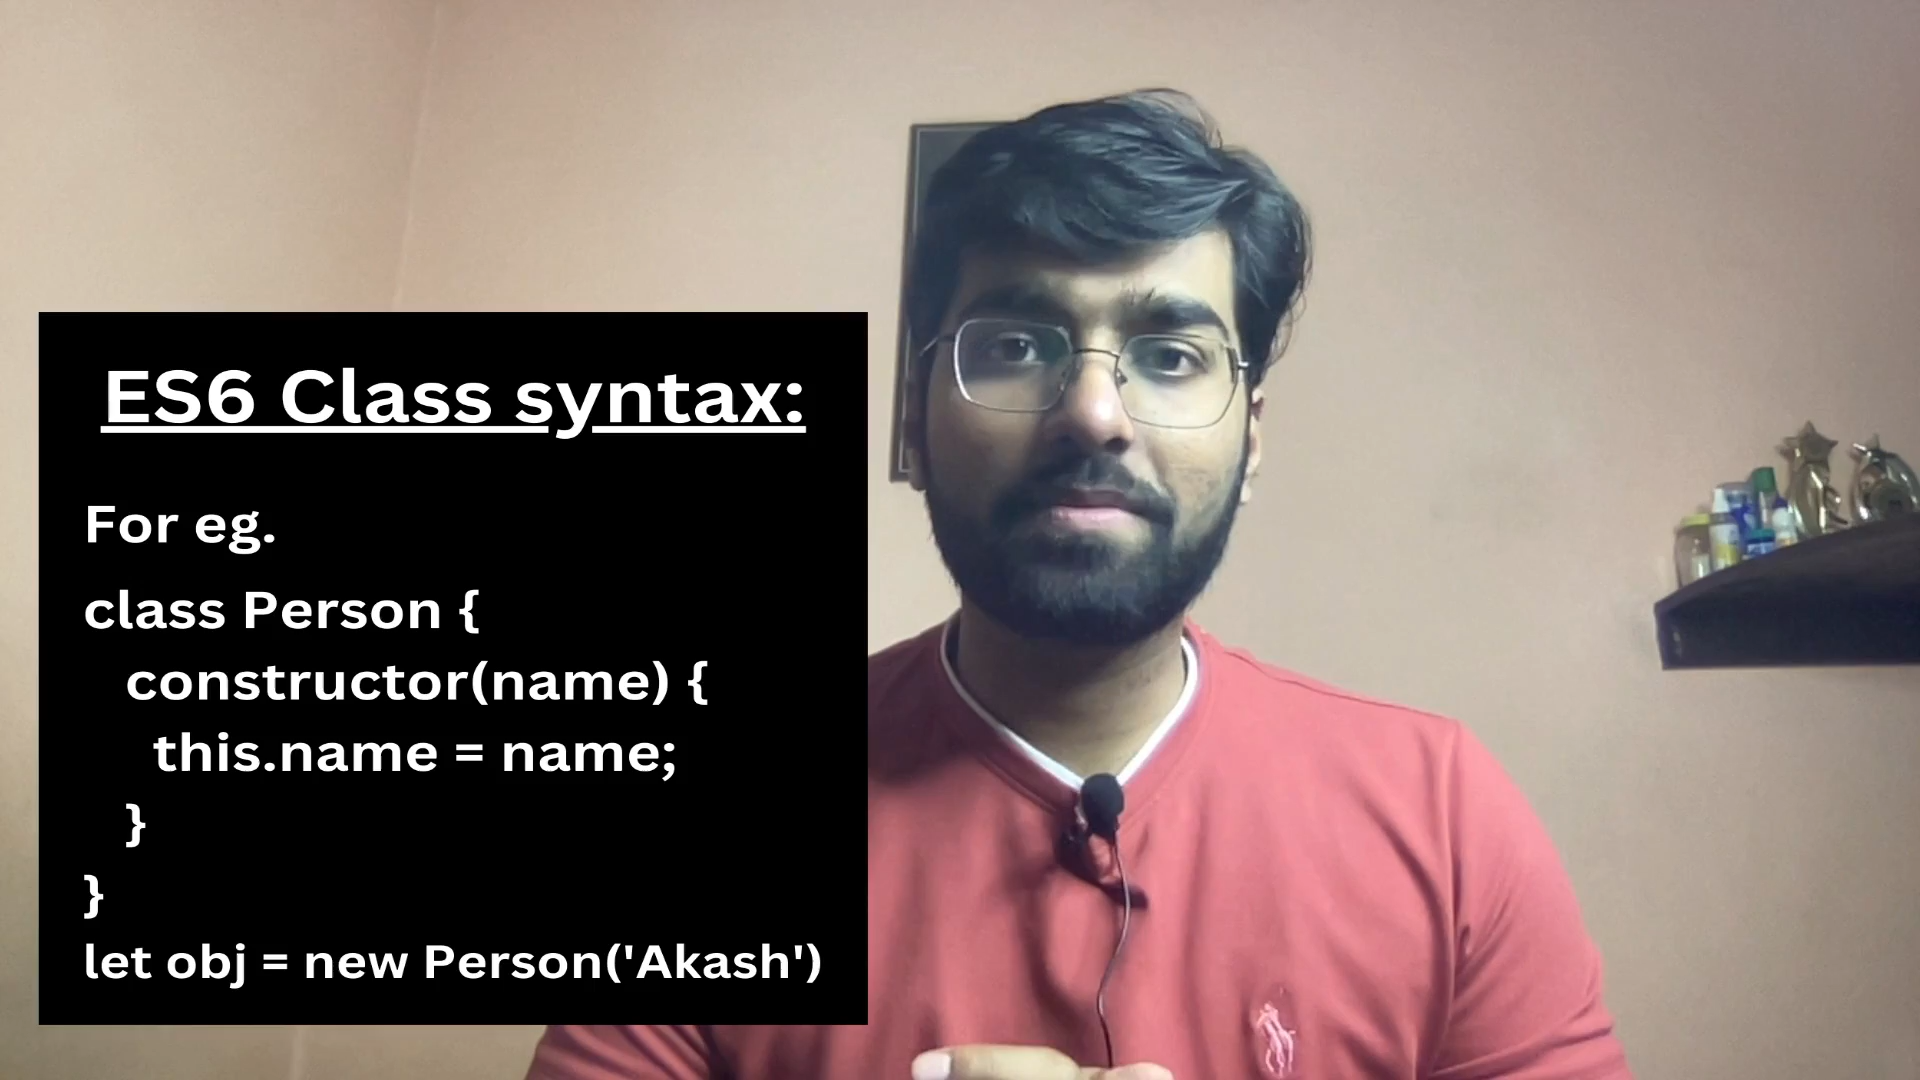 ES6 Class syntax:
For eg.
class Person {
constructor(name) {
this.name = name;
}
}
let obj = new Person('Akash')